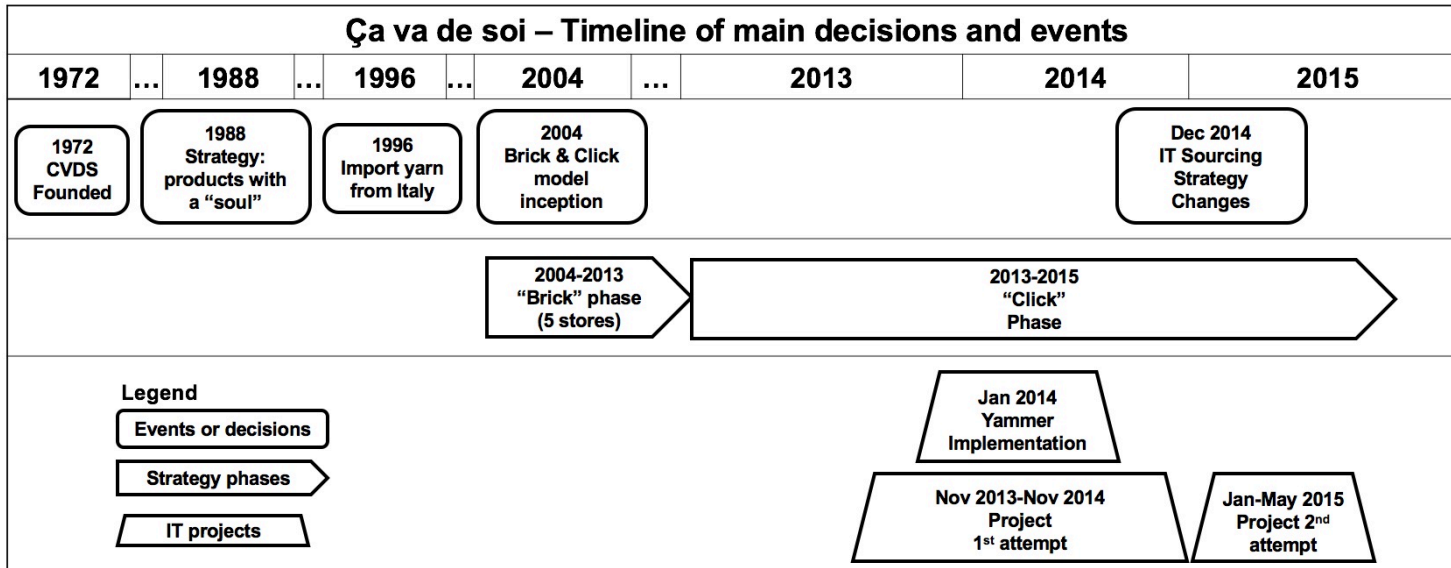 Ça va de soi – Timeline of main decisions and events
1972 ... 1988 ... 1996 ... 2004 ... 2013 2014 2015
1972
CVDS
Founded
1988
Strategy:
products with
a “soul”
1996
Import yarn
from Italy
2004
Brick & Click
model
inception
Dec 2014
IT Sourcing
Strategy
Changes
2004-2013
“Brick” phase
(5 stores)
2013-2015
“Click”
Phase
Legend
Events or decisions
Strategy phases
IT projects
Jan 2014
Yammer
Implementation
Nov 2013-Nov 2014
Project
1st attempt
Jan-May 2015
Project 2nd
attempt